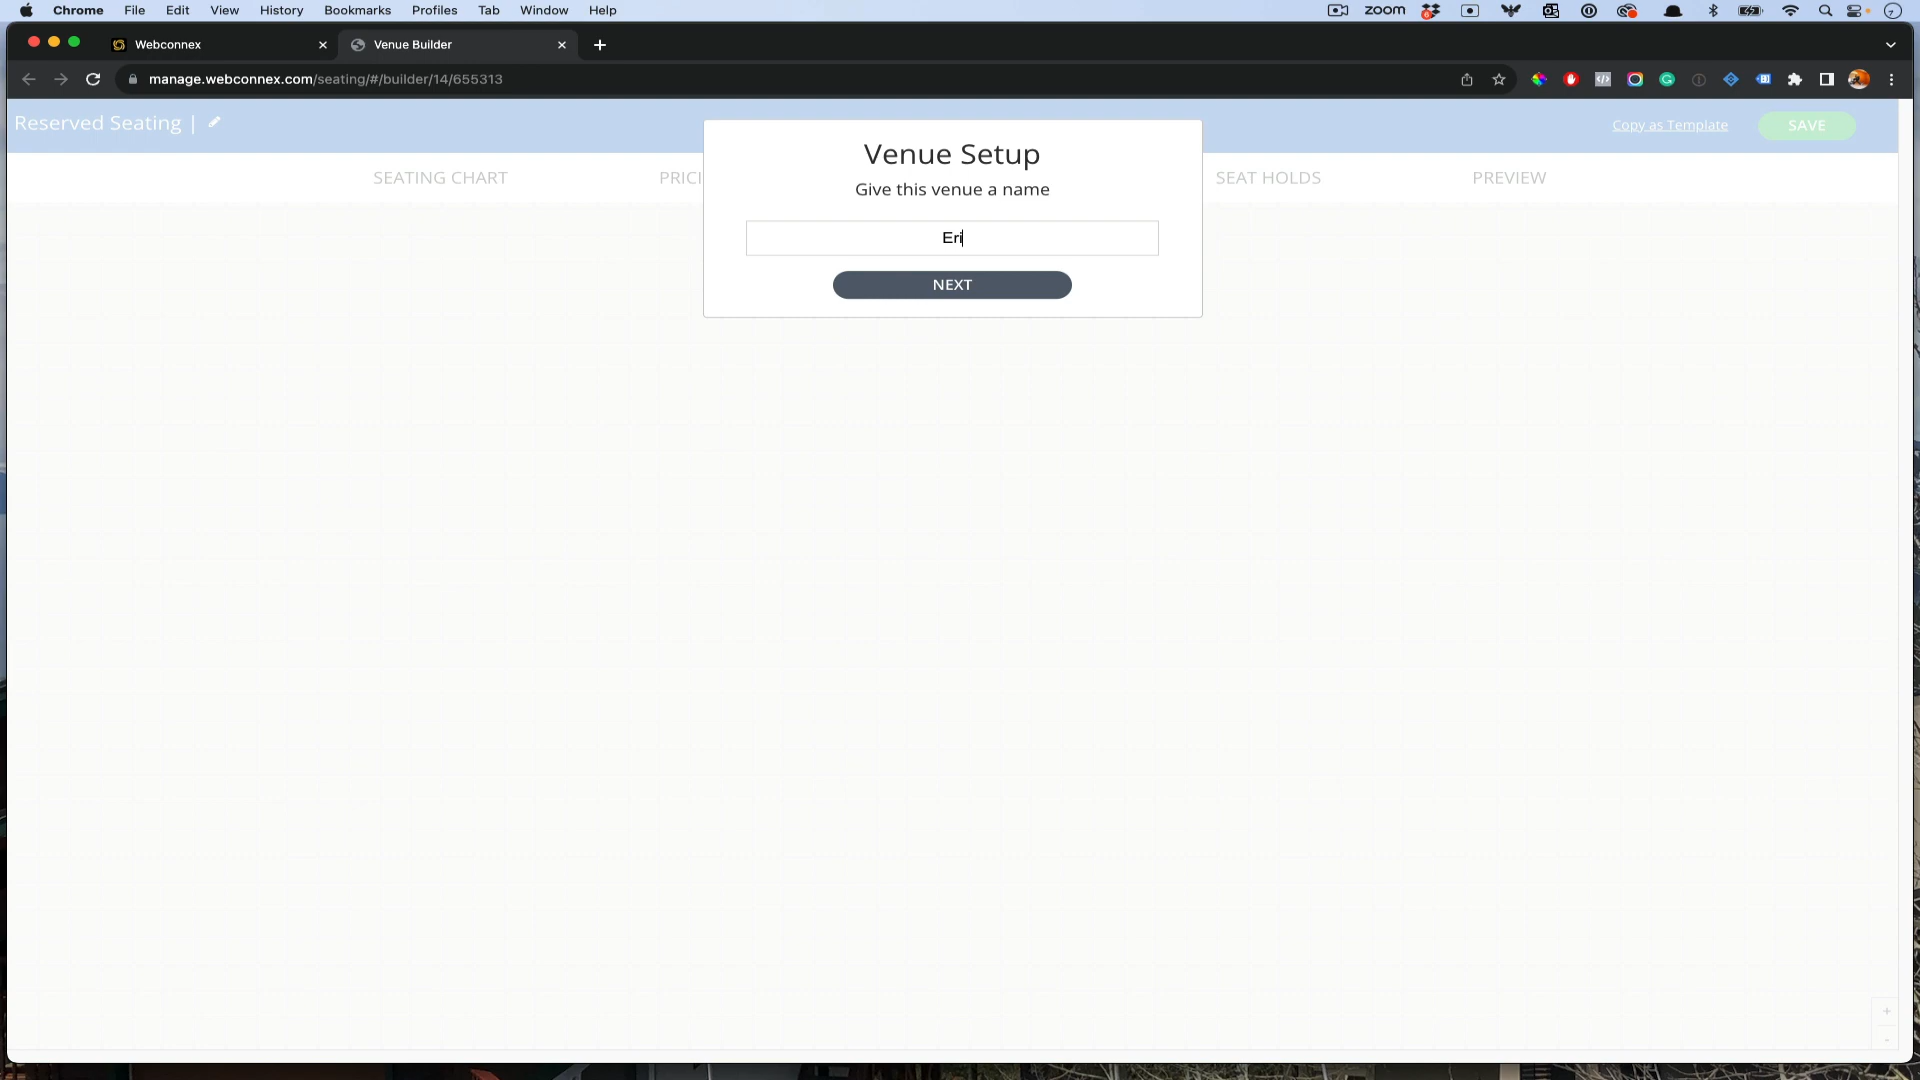 Chrome File Edit View History Bookmarks Profiles Tab Window Help zoom
Webconnex Venue Builder
manage.webconnex.com/seating/#/builder/14/655313
Reserved Seating | Copy as Template SAVE
Venue Setup
SEATING CHART PRICI SEAT HOLDS PREVIEW
Give this venue a name
Eri
NEXT